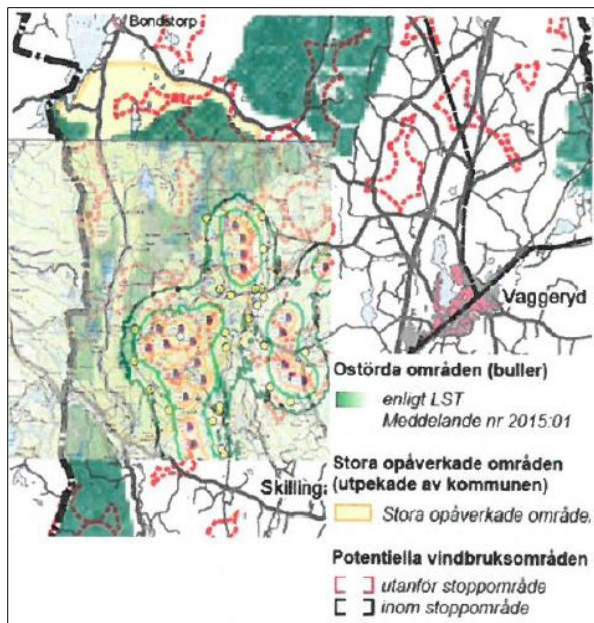 Bondstorp
Vaggeryd
Skilling:
Ostörda områden (buller)
enligt LST
Meddelande nr 2015:01
Stora opåverkade områden
(utpekade av kommunen)
Stora opåverkade område
Potentiella vindbruksområden
utanför stoppområde
inom stoppområde